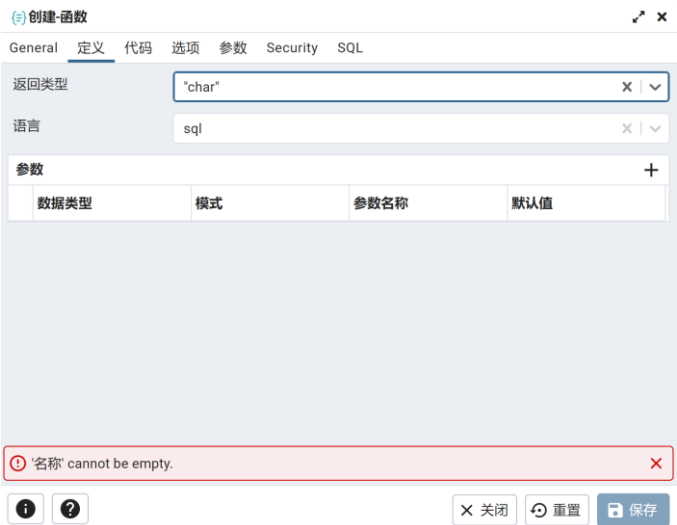 创建-函数
General 定义 代码 选项 参数 Security SQL
返回类型 "char"
语言 sql
参数
数据类型 模式 参数名称 默认值
'名称' cannot be empty.
关闭 重置 保存